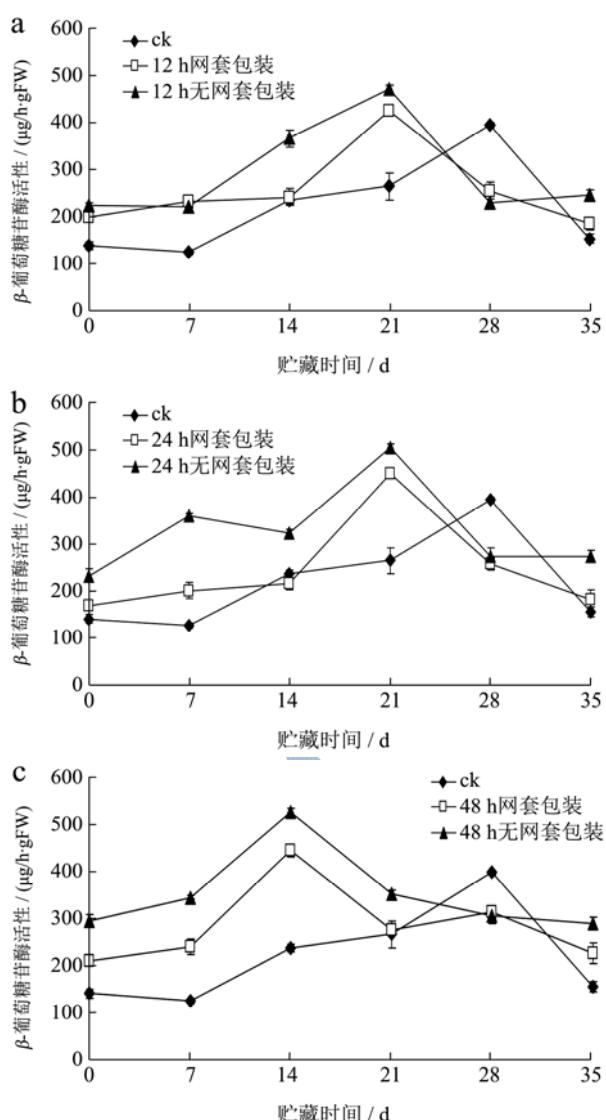 a
600
500
400
300
200
100
0
β-葡萄糖苷酶活性 / (μg/h·gFW)
ck
12 h网套包装
12 h无网套包装
0 7 14 21 28 35
贮藏时间 / d
b
600
500
400
300
200
100
0
β-葡萄糖苷酶活性 / (μg/h·gFW)
ck
24 h网套包装
24 h无网套包装
0 7 14 21 28 35
贮藏时间 / d
c
600
500
400
300
200
100
0
β-葡萄糖苷酶活性 / (μg/h·gFW)
ck
48 h网套包装
48 h无网套包装
0 7 14 21 28 35
贮藏时间 / d